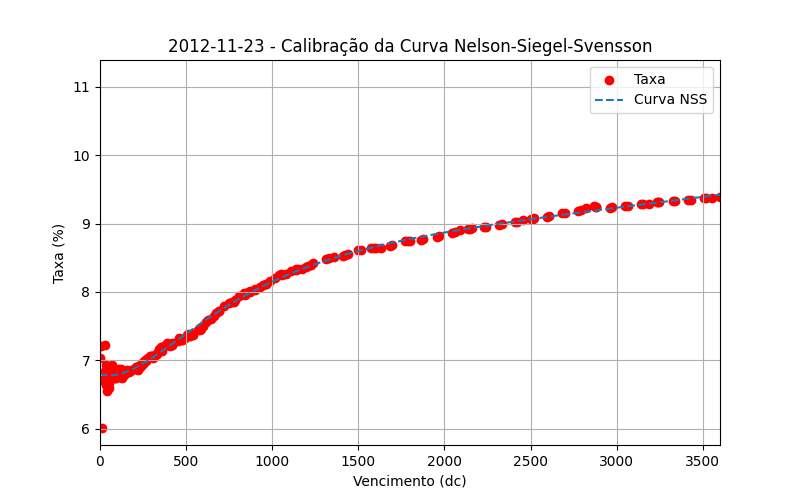 2012-11-23 - Calibração da Curva Nelson-Siegel-Svensson
Taxa
Curva NSS
Taxa (%)
11
10
9
8
7
6
0 500 1000 1500 2000 2500 3000 3500
Vencimento (dc)